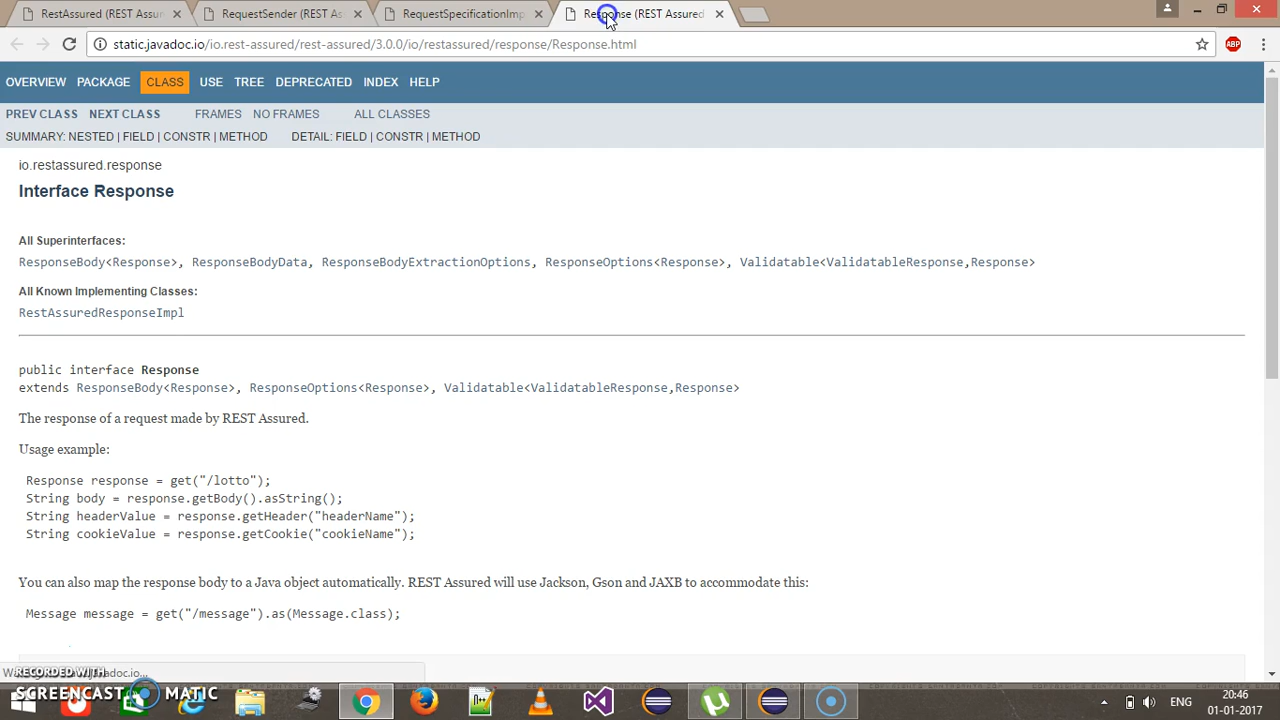 RestAssured (REST Assur
RequestSender (REST As
RequestSpecificationImp
Response (REST Assured
static.javadoc.io/io.rest-assured/rest-assured/3.0.0/io/restassured/response/Response.html
ABP
OVERVIEW PACKAGE CLASS USE TREE DEPRECATED INDEX HELP
PREV CLASS NEXT CLASS FRAMES NO FRAMES ALL CLASSES
SUMMARY: NESTED | FIELD | CONSTR | METHOD DETAIL: FIELD | CONSTR | METHOD
io.restassured.response
Interface Response
All Superinterfaces:
ResponseBody<Response>, ResponseBodyData, ResponseBodyExtractionOptions, ResponseOptions<Response>, Validatable<ValidatableResponse,Response>
All Known Implementing Classes:
RestAssuredResponseImpl
public interface Response
extends ResponseBody<Response>, ResponseOptions<Response>, Validatable<ValidatableResponse,Response>
The response of a request made by REST Assured.
Usage example:
Response response = get("/lotto");
String body = response.getBody().asString();
String headerValue = response.getHeader("headerName");
String cookieValue = response.getCookie("cookieName");
You can also map the response body to a Java object automatically. REST Assured will use Jackson, Gson and JAXB to accommodate this:
Message message = get("/message").as(Message.class);
RECORDED WITH
SCREENCAST MATIC
ENG
20:46
01-01-2017